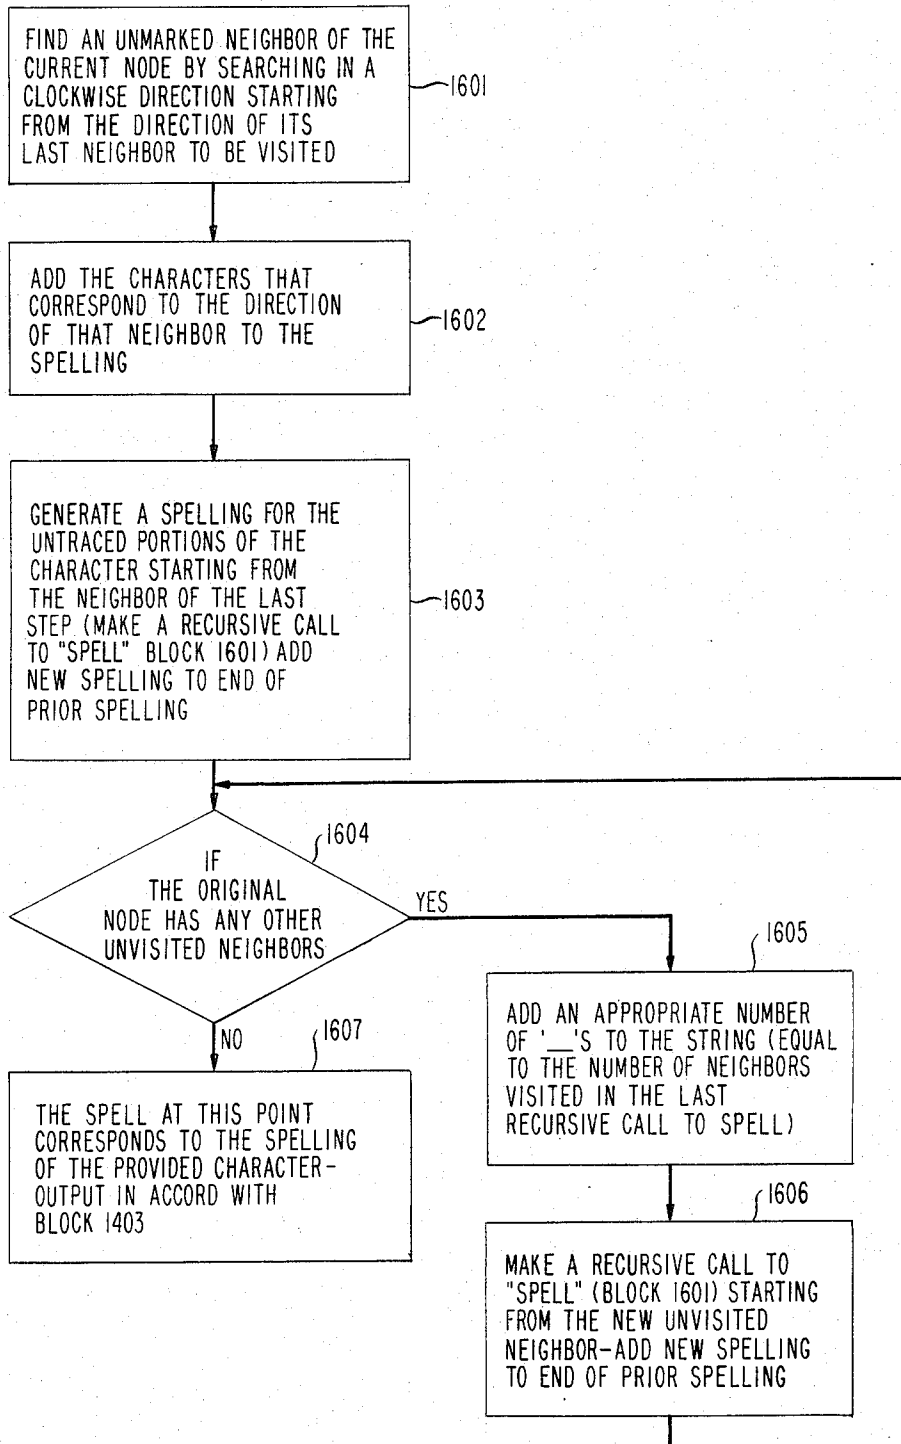 FIND AN UNMARKED NEIGHBOR OF THE
CURRENT NODE BY SEARCHING IN A
CLOCKWISE DIRECTION STARTING
FROM THE DIRECTION OF ITS
LAST NEIGHBOR TO BE VISITED
1601
ADD THE CHARACTERS THAT
CORRESPOND TO THE DIRECTION
OF THAT NEIGHBOR TO THE
SPELLING
1602
GENERATE A SPELLING FOR THE
UNTRACED PORTIONS OF THE
CHARACTER STARTING FROM
THE NEIGHBOR OF THE LAST
STEP (MAKE A RECURSIVE CALL
TO "SPELL" BLOCK 1601) ADD
NEW SPELLING TO END OF
PRIOR SPELLING
1603
1604
IF
THE ORIGINAL
NODE HAS ANY OTHER
UNVISITED NEIGHBORS
YES
NO
1605
ADD AN APPROPRIATE NUMBER
OF '__'S TO THE STRING (EQUAL
TO THE NUMBER OF NEIGHBORS
VISITED IN THE LAST
RECURSIVE CALL TO SPELL)
1607
THE SPELL AT THIS POINT
CORRESPONDS TO THE SPELLING
OF THE PROVIDED CHARACTER-
OUTPUT IN ACCORD WITH
BLOCK 1403
1606
MAKE A RECURSIVE CALL TO
"SPELL" (BLOCK 1601) STARTING
FROM THE NEW UNVISITED
NEIGHBOR-ADD NEW SPELLING
TO END OF PRIOR SPELLING